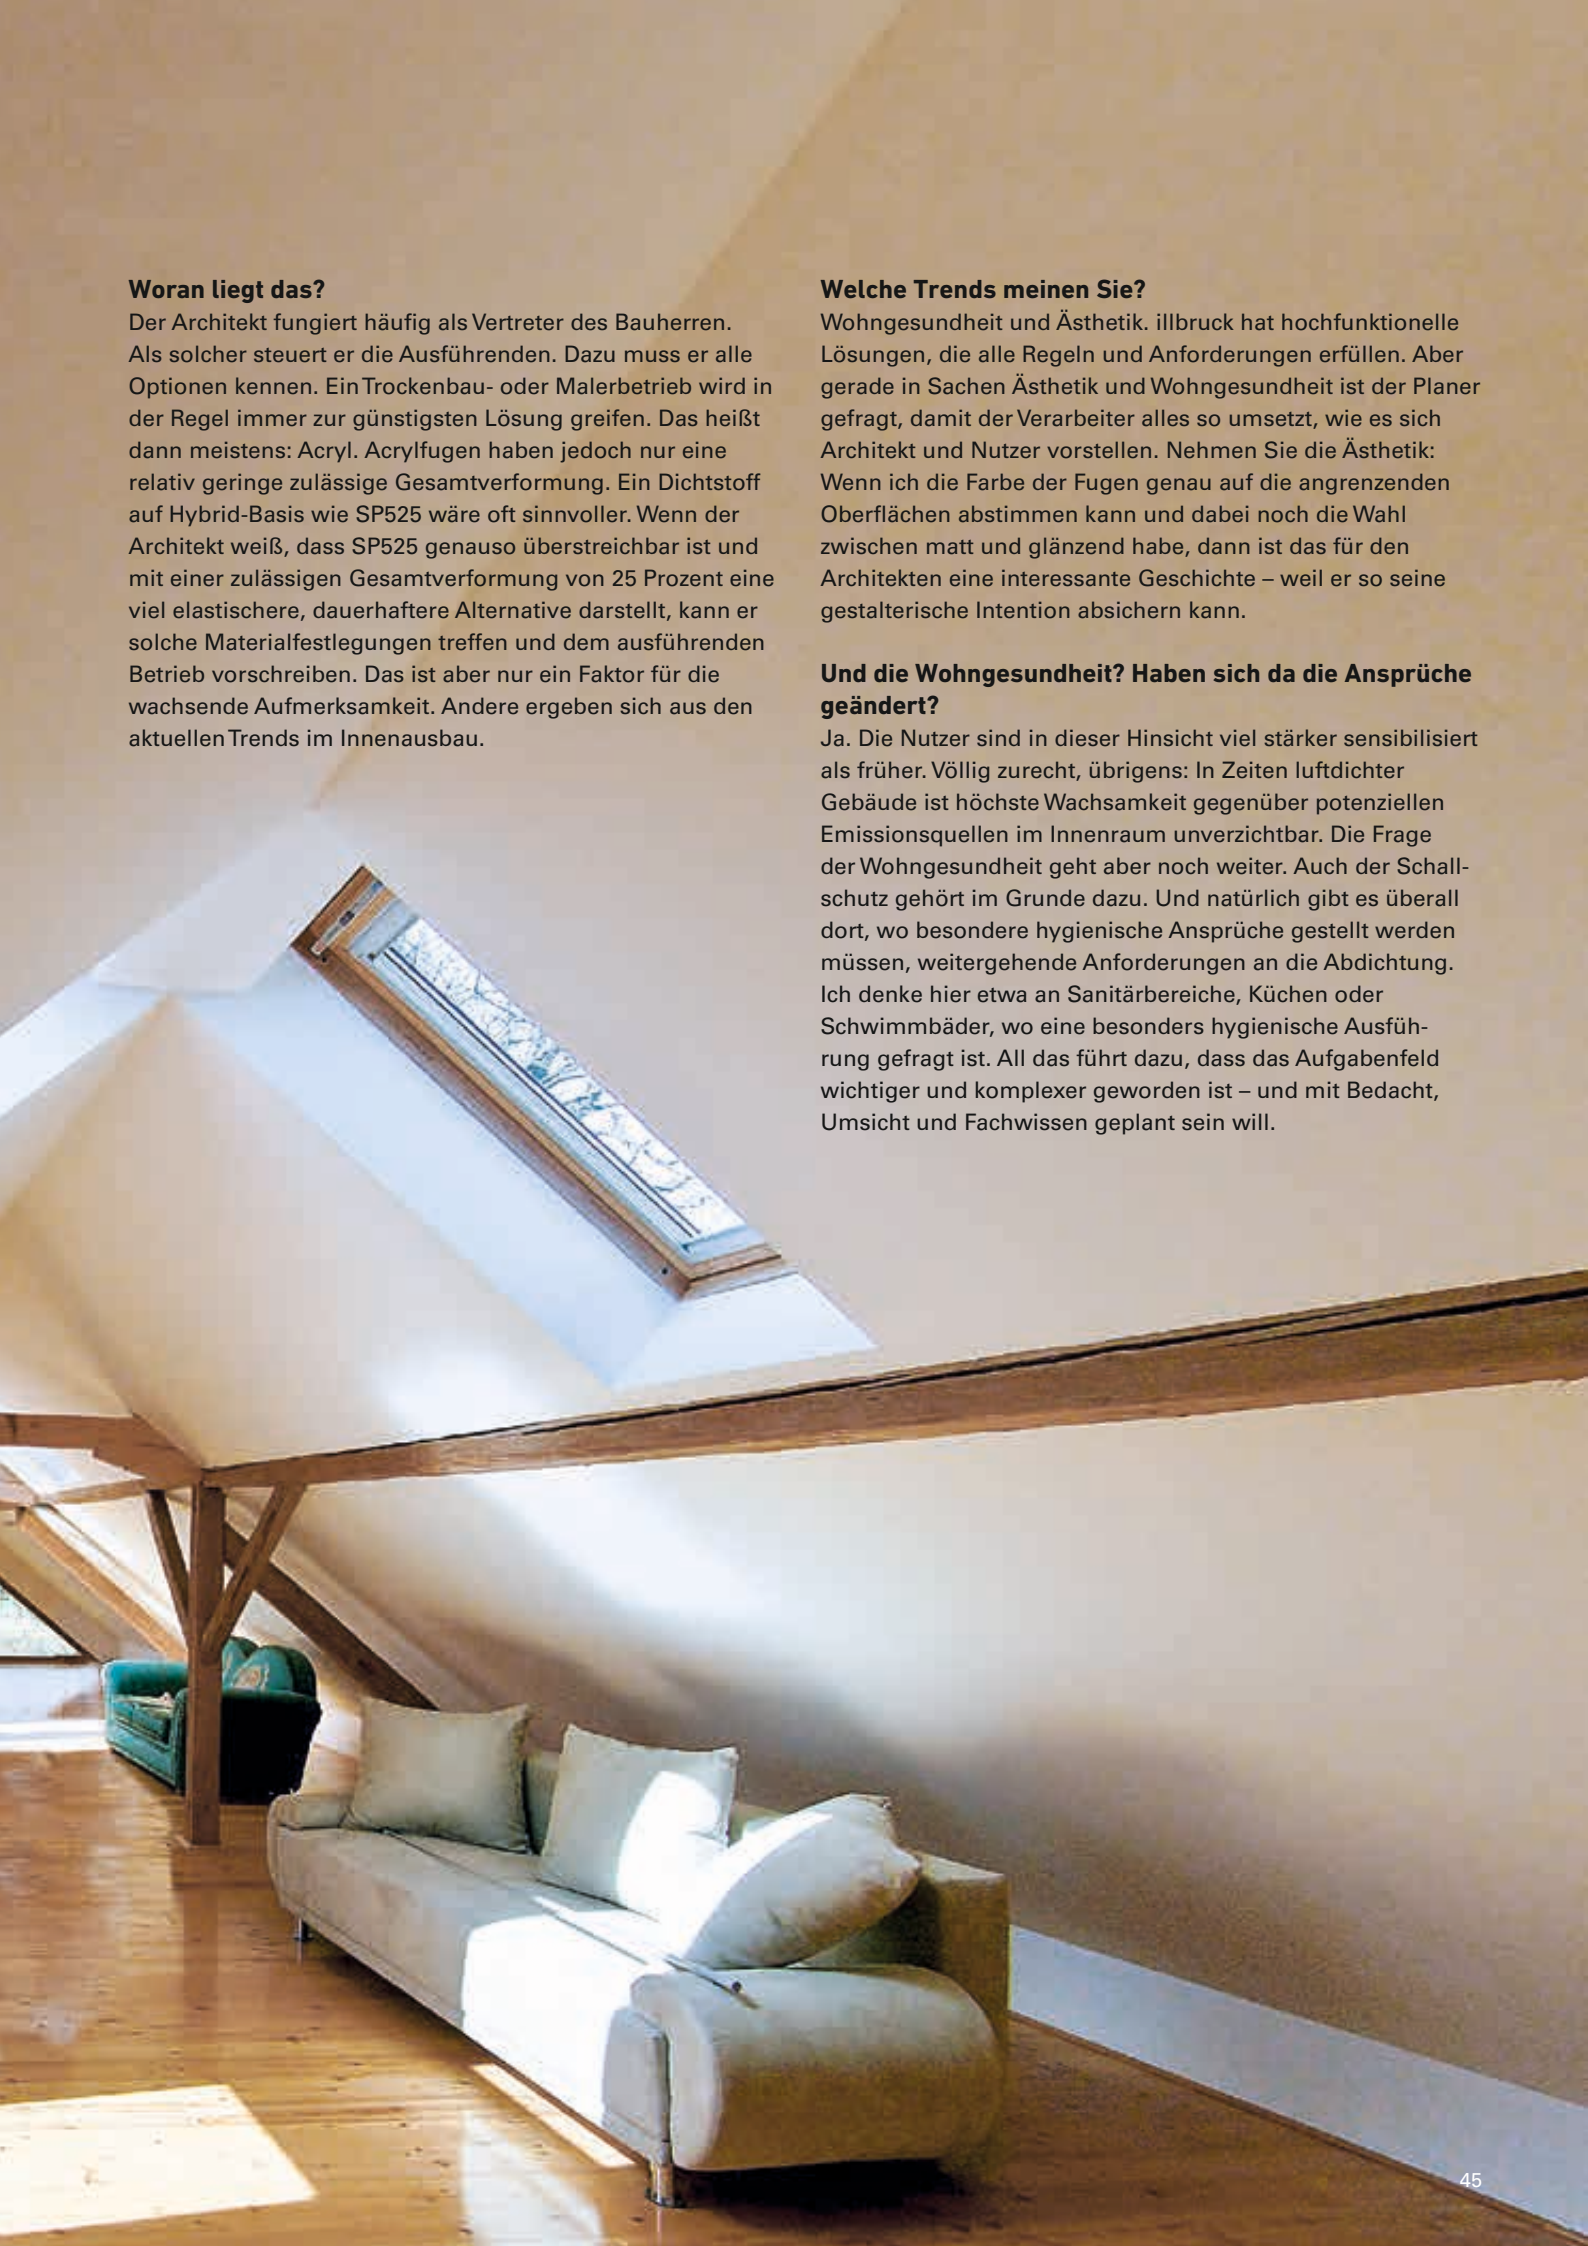 Woran liegt das?
Der Architekt fungiert häufig als Vertreter des Bauherren.
Als solcher steuert er die Ausführenden. Dazu muss er alle
Optionen kennen. Ein Trockenbau- oder Malerbetrieb wird in
der Regel immer zur günstigsten Lösung greifen. Das heißt
dann meistens: Acryl. Acrylfugen haben jedoch nur eine
relativ geringe zulässige Gesamtverformung. Ein Dichtstoff
auf Hybrid-Basis wie SP525 wäre oft sinnvoller. Wenn der
Architekt weiß, dass SP525 genauso überstreichbar ist und
mit einer zulässigen Gesamtverformung von 25 Prozent eine
viel elastischere, dauerhaftere Alternative darstellt, kann er
solche Materialfestlegungen treffen und dem ausführenden
Betrieb vorschreiben. Das ist aber nur ein Faktor für die
wachsende Aufmerksamkeit. Andere ergeben sich aus den
aktuellen Trends im Innenausbau.
Welche Trends meinen Sie?
Wohngesundheit und Ästhetik. illbruck hat hochfunktionelle
Lösungen, die alle Regeln und Anforderungen erfüllen. Aber
gerade in Sachen Ästhetik und Wohngesundheit ist der Planer
gefragt, damit der Verarbeiter alles so umsetzt, wie es sich
Architekt und Nutzer vorstellen. Nehmen Sie die Ästhetik:
Wenn ich die Farbe der Fugen genau auf die angrenzenden
Oberflächen abstimmen kann und dabei noch die Wahl
zwischen matt und glänzend habe, dann ist das für den
Architekten eine interessante Geschichte – weil er so seine
gestalterische Intention absichern kann.
Und die Wohngesundheit? Haben sich da die Ansprüche
geändert?
Ja. Die Nutzer sind in dieser Hinsicht viel stärker sensibilisiert
als früher. Völlig zurecht, übrigens: In Zeiten luftdichter
Gebäude ist höchste Wachsamkeit gegenüber potenziellen
Emissionsquellen im Innenraum unverzichtbar. Die Frage
der Wohngesundheit geht aber noch weiter. Auch der Schall-
schutz gehört im Grunde dazu. Und natürlich gibt es überall
dort, wo besondere hygienische Ansprüche gestellt werden
müssen, weitergehende Anforderungen an die Abdichtung.
Ich denke hier etwa an Sanitärbereiche, Küchen oder
Schwimmbäder, wo eine besonders hygienische Ausfüh-
rung gefragt ist. All das führt dazu, dass das Aufgabenfeld
wichtiger und komplexer geworden ist – und mit Bedacht,
Umsicht und Fachwissen geplant sein will.
45